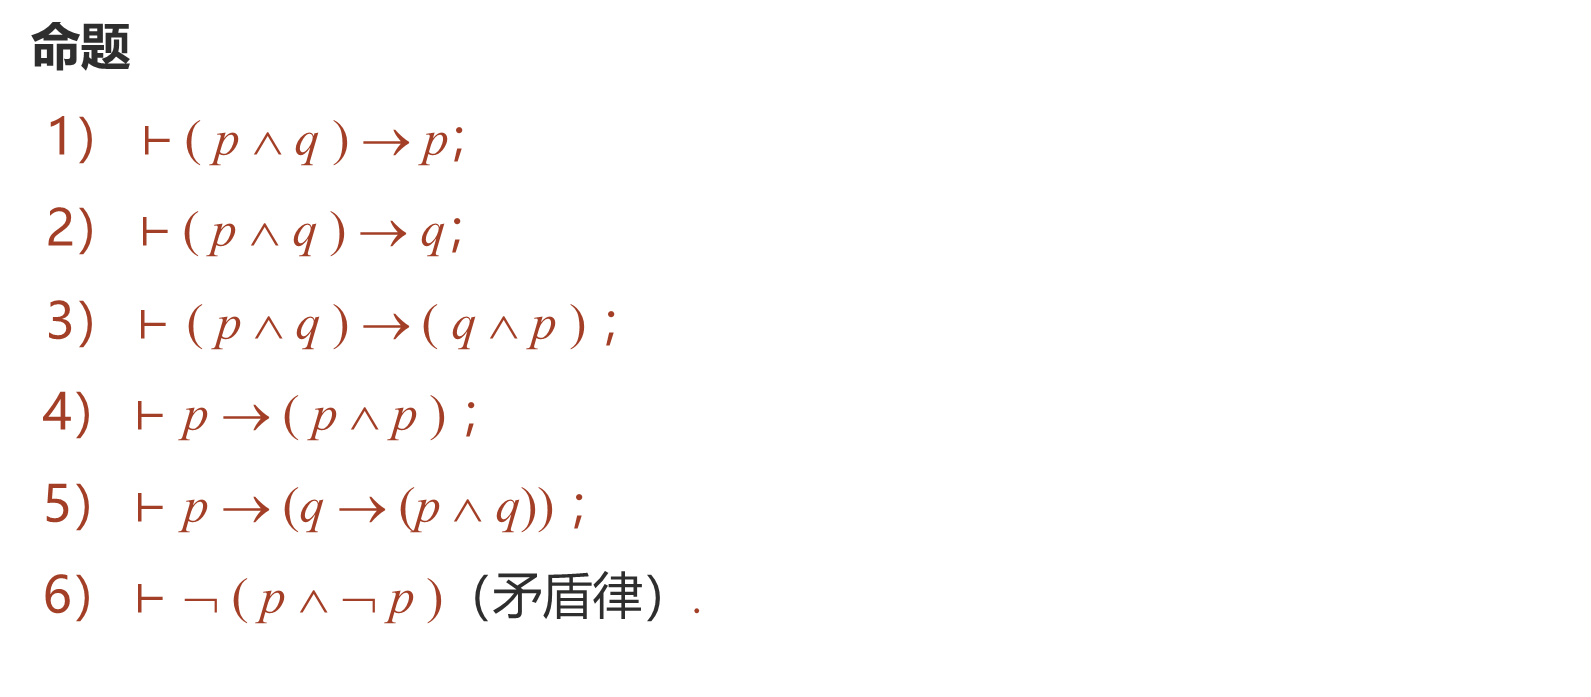 命题
1) ⊢ ( p ∧ q ) → p;
2) ⊢ ( p ∧ q ) → q;
3) ⊢ ( p ∧ q ) → ( q ∧ p ) ;
4) ⊢ p → ( p ∧ p ) ;
5) ⊢ p → (q → (p ∧ q)) ;
6) ⊢ ¬ ( p ∧ ¬ p )（矛盾律）.